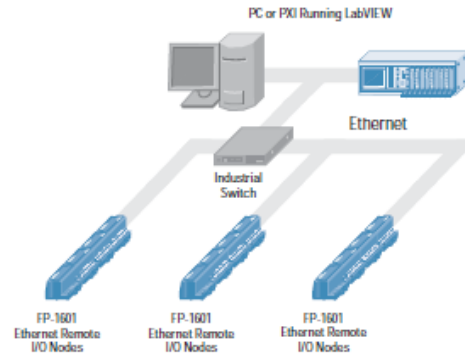 PC or PXI Running LabVIEW
Ethernet
Industrial
Switch
FP-1601
Ethernet Remote
I/O Nodes
FP-1601
Ethernet Remote
I/O Nodes
FP-1601
Ethernet Remote
I/O Nodes